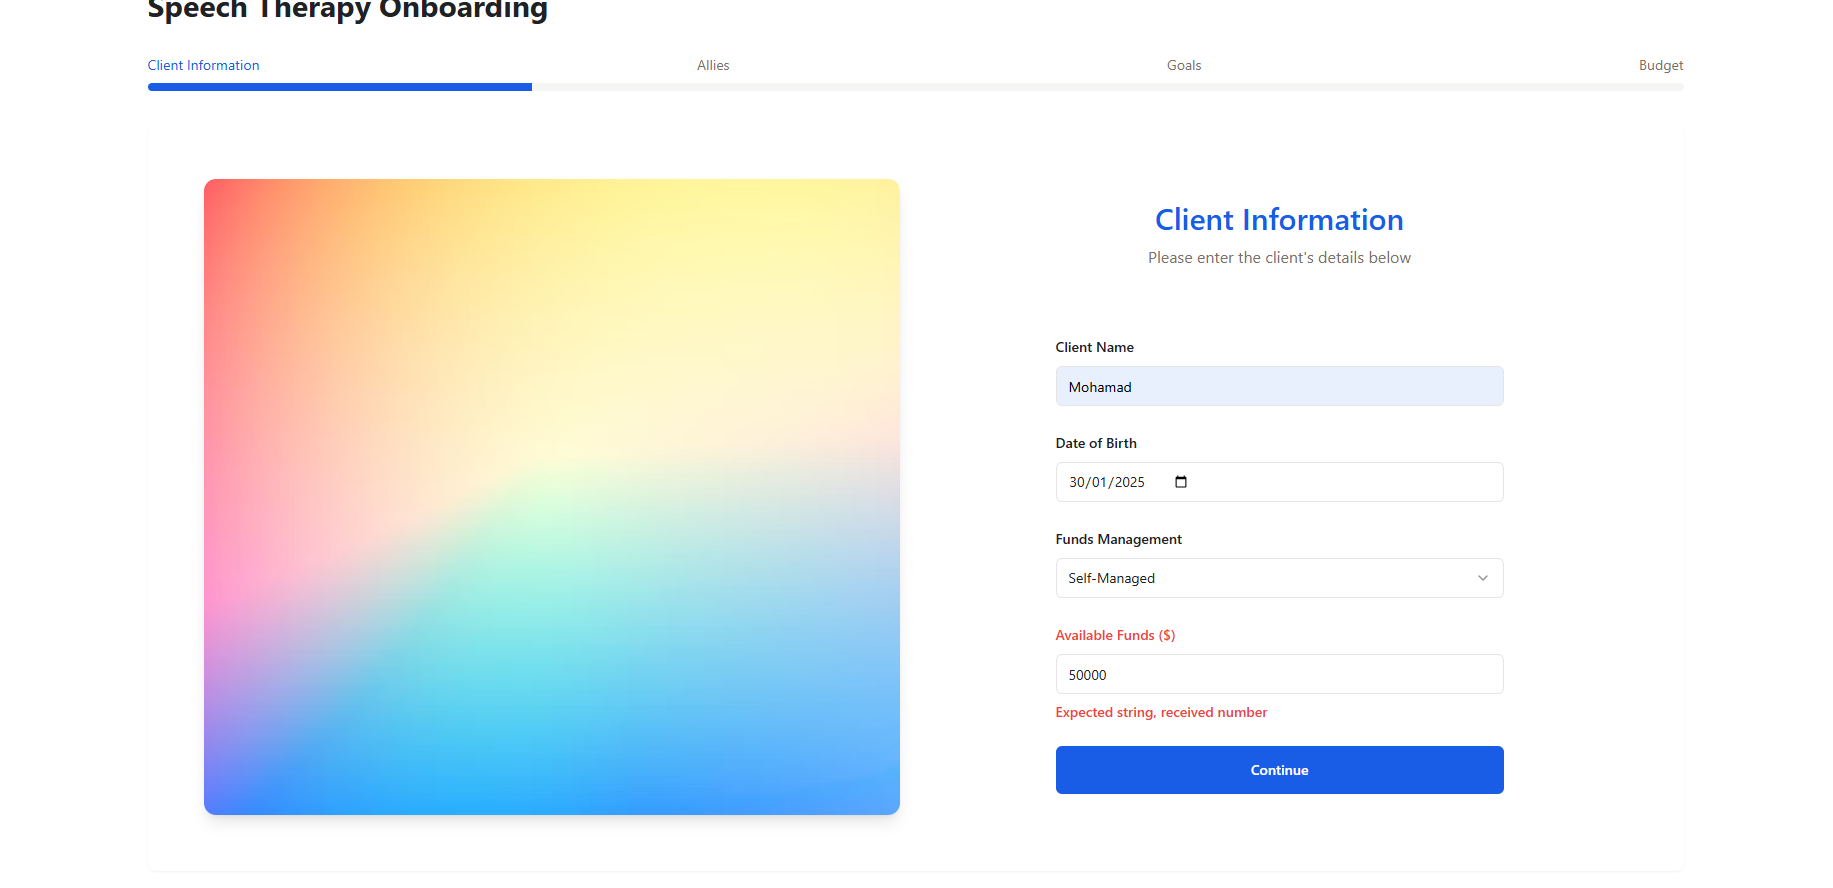 Speech Therapy Onboarding
Client Information
Allies
Goals
Budget
Client Information
Please enter the client's details below
Client Name
Mohamad
Date of Birth
30/01/2025
Funds Management
Self-Managed
Available Funds ($)
50000
Expected string, received number
Continue